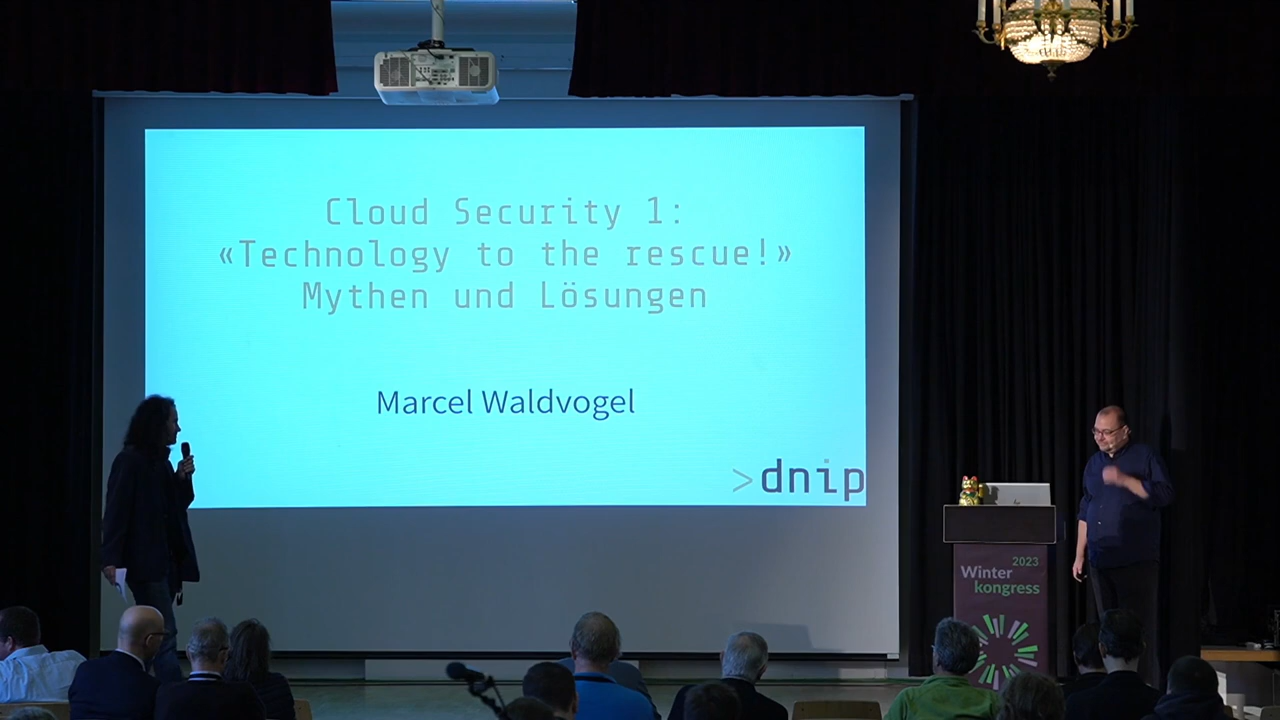 Cloud Security 1:
«Technology to the rescue!»
Mythen und Lösungen
Marcel Waldvogel
>dnip
2023
Winter
kongress